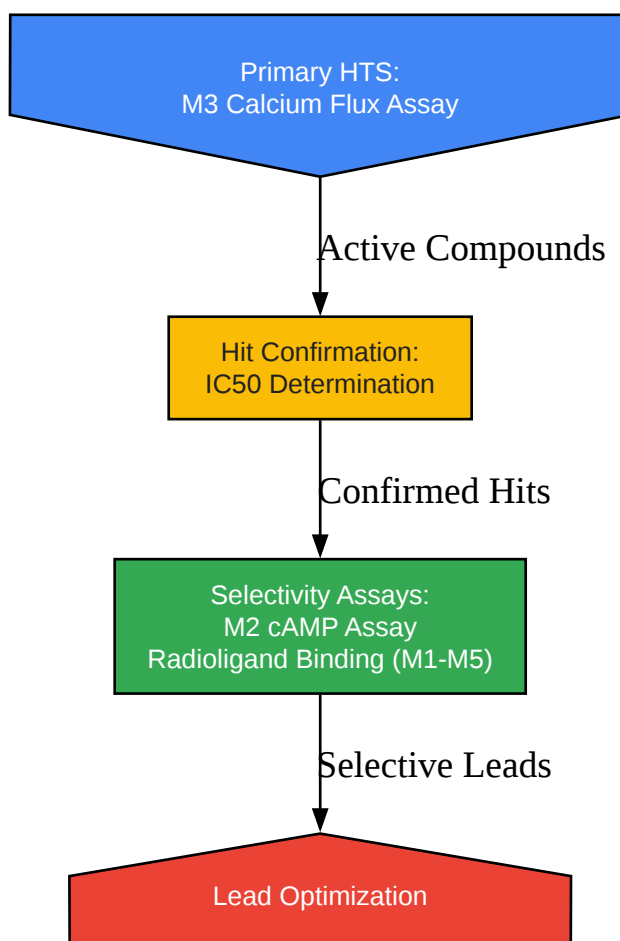 Primary HTS:
M3 Calcium Flux Assay
Active Compounds
Hit Confirmation:
IC50 Determination
Confirmed Hits
Selectivity Assays:
M2 cAMP Assay
Radioligand Binding (M1-M5)
Selective Leads
Lead Optimization